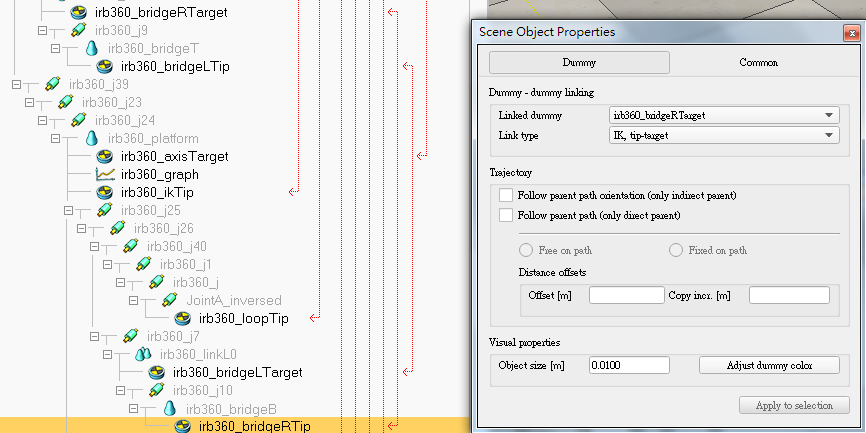 irb360_bridgeRTarget
irb360_j9
irb360_bridgeT
irb360_bridgeLTip
irb360_j39
irb360_j23
irb360_j24
irb360_platform
irb360_axisTarget
irb360_graph
irb360_ikTip
irb360_j25
irb360_j26
irb360_j40
irb360_j1
irb360_j
JointA_inversed
irb360_loopTip
irb360_j7
irb360_linkL0
irb360_bridgeLTarget
irb360_j10
irb360_bridgeB
irb360_bridgeRTip
Scene Object Properties
Dummy Common
Dummy - dummy linking
Linked dummy irb360_bridgeRTarget
Link type IK, tip-target
Trajectory
Follow parent path orientation (only indirect parent)
Follow parent path (only direct parent)
Free on path Fixed on path
Distance offsets
Offset [m] Copy incr. [m]
Visual properties
Object size [m] 0.0100 Adjust dummy color
Apply to selection